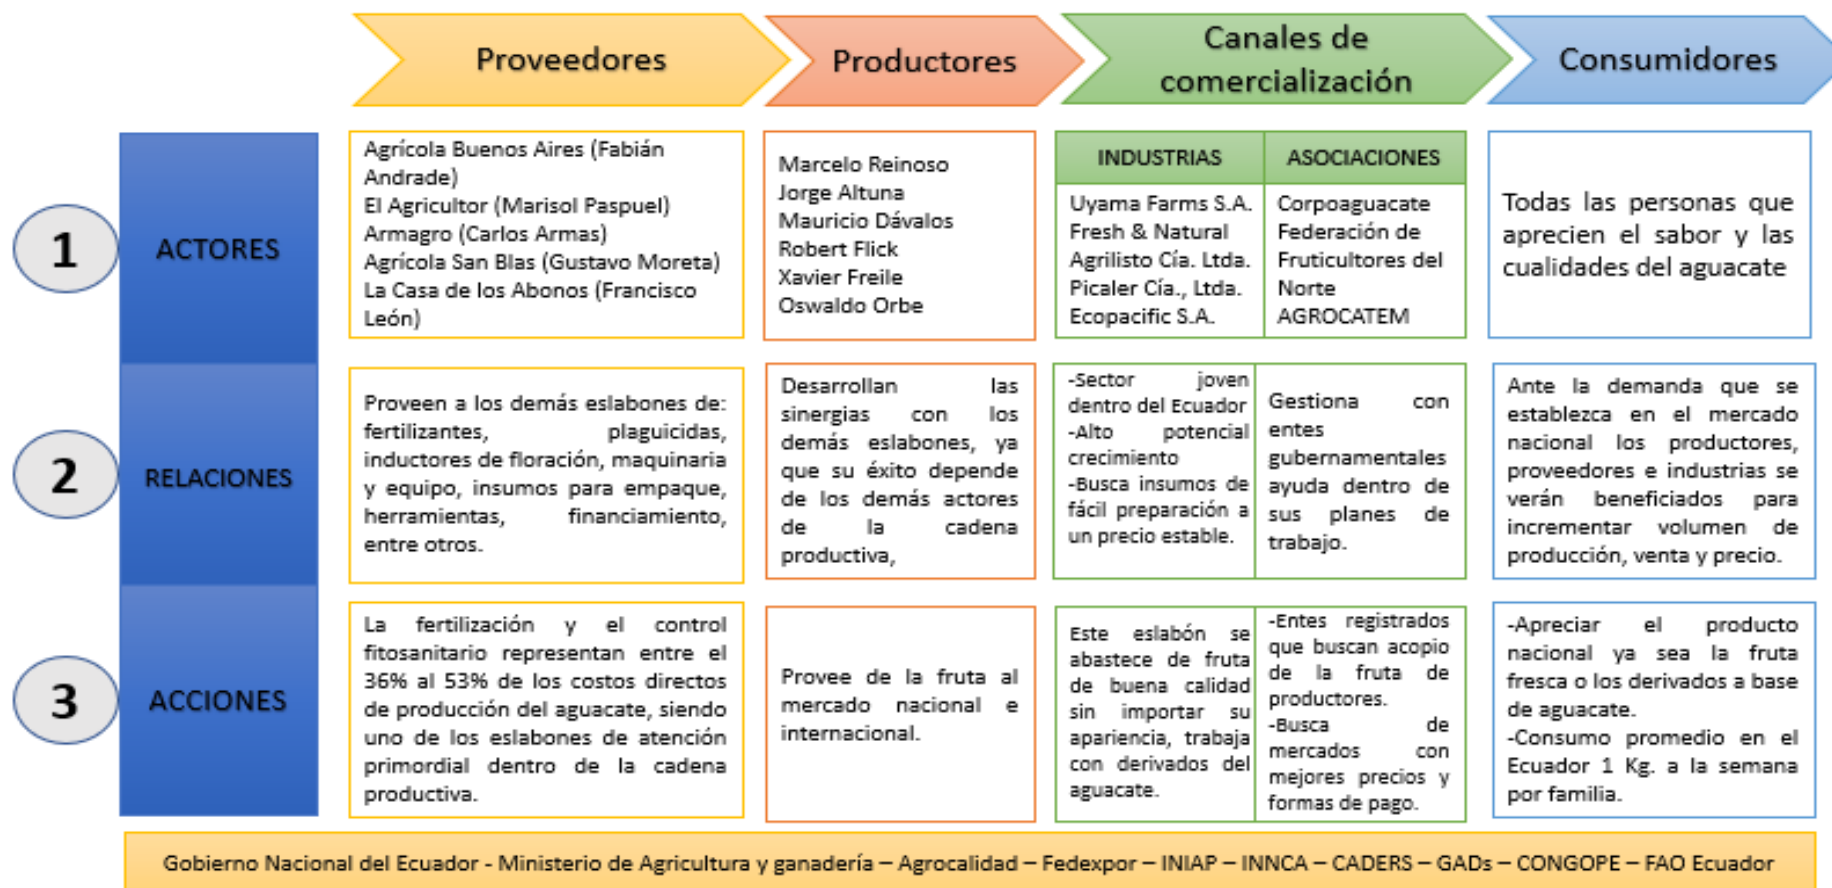 Proveedores
Productores
Canales de
comercialización
Consumidores
1
ACTORES
Agrícola Buenos Aires (Fabián
Andrade)
El Agricultor (Marisol Paspuel)
Armagro (Carlos Armas)
Agrícola San Blas (Gustavo Moreta)
La Casa de los Abonos (Francisco
León)
Marcelo Reinoso
Jorge Altuna
Mauricio Dávalos
Robert Flick
Xavier Freile
Oswaldo Orbe
INDUSTRIAS
Uyama Farms S.A.
Fresh & Natural
Agrilisto Cía. Ltda.
Picaler Cía., Ltda.
Ecopacific S.A.
ASOCIACIONES
Corpoaguacate
Federación de
Fruticultores del
Norte
AGROCATEM
Todas las personas que
aprecien el sabor y las
cualidades del aguacate
2
RELACIONES
Proveen a los demás eslabones de:
fertilizantes, plaguicidas,
inductores de floración, maquinaria
y equipo, insumos para empaque,
herramientas, financiamiento,
entre otros.
Desarrollan las
sinergias con los
demás eslabones, ya
que su éxito depende
de los demás actores
de la cadena
productiva,
-Sector joven
dentro del Ecuador
-Alto potencial
crecimiento
-Busca insumos de
fácil preparación a
un precio estable.
Gestiona con
entes
gubernamentales
ayuda dentro de
sus planes de
trabajo.
Ante la demanda que se
establezca en el mercado
nacional los productores,
proveedores e industrias se
verán beneficiados para
incrementar volumen de
producción, venta y precio.
3
ACCIONES
La fertilización y el control
fitosanitario representan entre el
36% al 53% de los costos directos
de producción del aguacate, siendo
uno de los eslabones de atención
primordial dentro de la cadena
productiva.
Provee de la fruta al
mercado nacional e
internacional.
Este eslabón se
abastece de fruta
de buena calidad
sin importar su
apariencia, trabaja
con derivados del
aguacate.
-Entes registrados
que buscan acopio
de la fruta de
productores.
-Busca de
mercados con
mejores precios y
formas de pago.
-Apreciar el producto
nacional ya sea la fruta
fresca o los derivados a base
de aguacate.
-Consumo promedio en el
Ecuador 1 Kg. a la semana
por familia.
Gobierno Nacional del Ecuador - Ministerio de Agricultura y ganadería – Agrocalidad – Fedexpor – INIAP – INNCA – CADERS – GADs – CONGOPE – FAO Ecuador